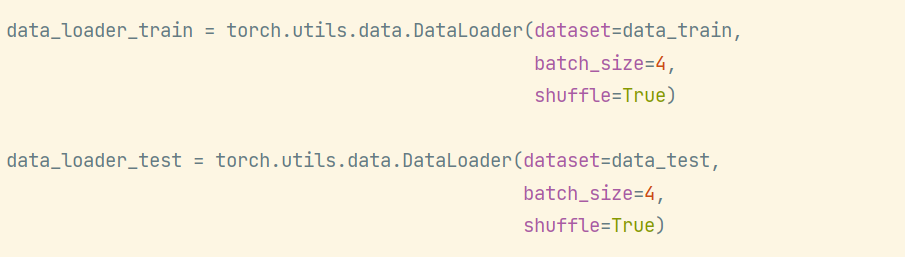 data_loader_train = torch.utils.data.DataLoader(dataset=data_train,
batch_size=4,
shuffle=True)
data_loader_test = torch.utils.data.DataLoader(dataset=data_test,
batch_size=4,
shuffle=True)